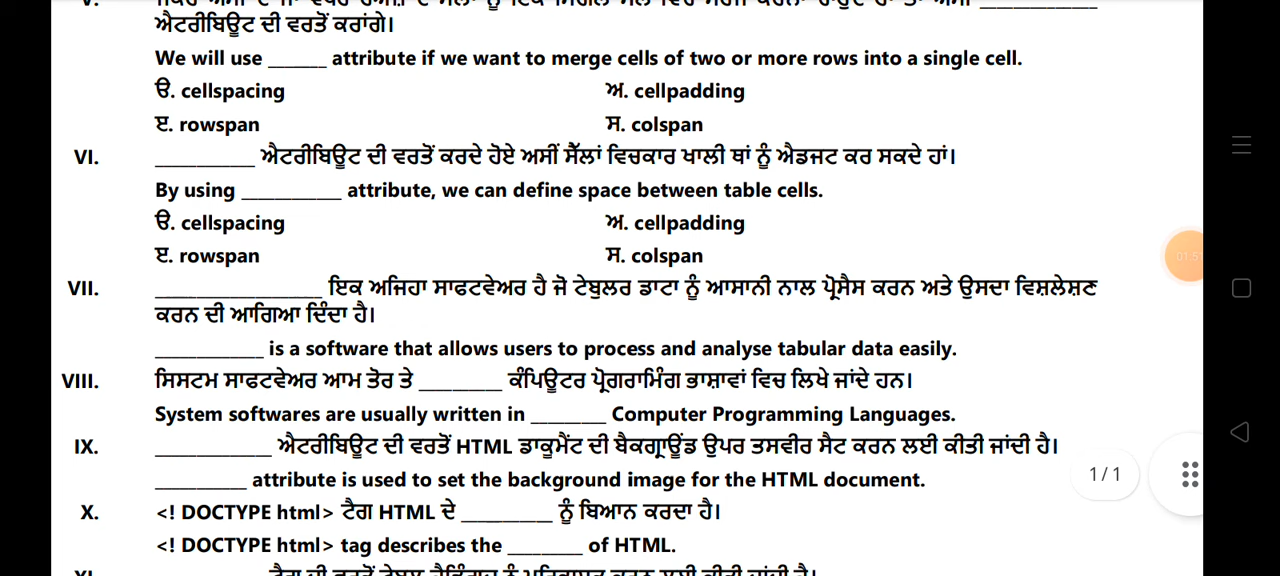 We will use ______ attribute if we want to merge cells of two or more rows into a single cell.
ਐਟਰੀਬਿਊਟ ਦੀ ਵਰਤੋਂ ਕਰਾਂਗੇ।
ੳ. cellspacing ਅ. cellpadding
ੲ. rowspan ਸ. colspan
VI. __________ ਐਟਰੀਬਿਊਟ ਦੀ ਵਰਤੋਂ ਕਰਦੇ ਹੋਏ ਅਸੀਂ ਸੈੱਲਾਂ ਵਿਚਕਾਰ ਖਾਲੀ ਥਾਂ ਨੂੰ ਐਡਜਟ ਕਰ ਸਕਦੇ ਹਾਂ।
By using __________ attribute, we can define space between table cells.
ੳ. cellspacing ਅ. cellpadding
ੲ. rowspan ਸ. colspan
VII. ________________ ਇਕ ਅਜਿਹਾ ਸਾਫਟਵੇਅਰ ਹੈ ਜੋ ਟੇਬੁਲਰ ਡਾਟਾ ਨੂੰ ਆਸਾਨੀ ਨਾਲ ਪ੍ਰੋਸੈਸ ਕਰਨ ਅਤੇ ਉਸਦਾ ਵਿਸ਼ਲੇਸ਼ਣ
ਕਰਨ ਦੀ ਆਗਿਆ ਦਿੰਦਾ ਹੈ।
___________ is a software that allows users to process and analyse tabular data easily.
VIII. ਸਿਸਟਮ ਸਾਫਟਵੇਅਰ ਆਮ ਤੋਰ ਤੇ ________ ਕੰਪਿਊਟਰ ਪ੍ਰੋਗਰਾਮਿੰਗ ਭਾਸ਼ਾਵਾਂ ਵਿਚ ਲਿਖੇ ਜਾਂਦੇ ਹਨ।
System softwares are usually written in ________ Computer Programming Languages.
IX. ____________ ਐਟਰੀਬਿਊਟ ਦੀ ਵਰਤੋਂ HTML ਡਾਕੂਮੈਂਟ ਦੀ ਬੈਕਗ੍ਰਾਊਂਡ ਉਪਰ ਤਸਵੀਰ ਸੈਟ ਕਰਨ ਲਈ ਕੀਤੀ ਜਾਂਦੀ ਹੈ।
_________ attribute is used to set the background image for the HTML document.
1/1
X. <! DOCTYPE html> ਟੈਗ HTML ਦੇ _________ ਨੂੰ ਬਿਆਨ ਕਰਦਾ ਹੈ।
<! DOCTYPE html> tag describes the ________ of HTML.